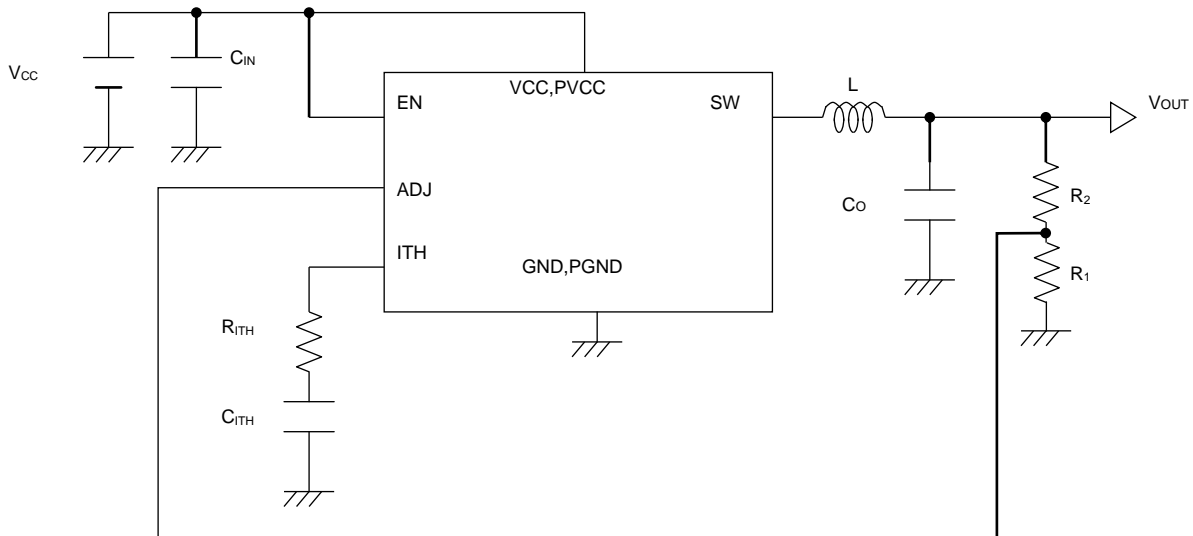 VCC
CIN
EN
VCC,PVCC
SW
L
VOUT
ADJ
CO
R2
ITH
GND,PGND
R1
RITH
CITH